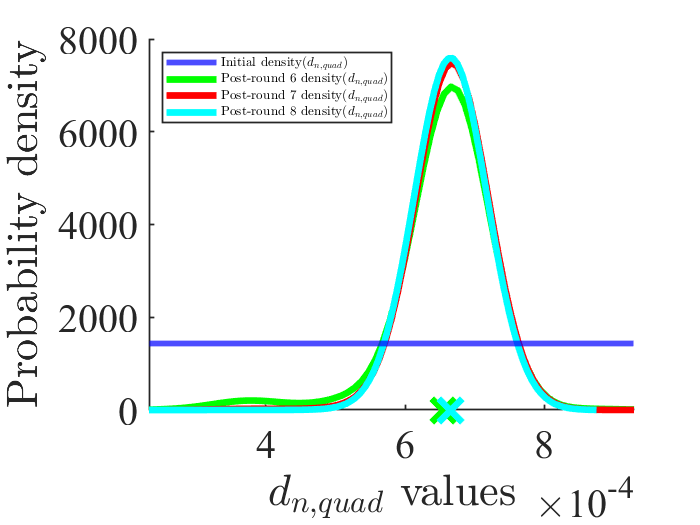 8000
6000
4000
2000
0
Probability density
Initial density(d_{n,quad})
Post-round 6 density(d_{n,quad})
Post-round 7 density(d_{n,quad})
Post-round 8 density(d_{n,quad})
4 6 8
d_{n,quad} values ×10^{-4}